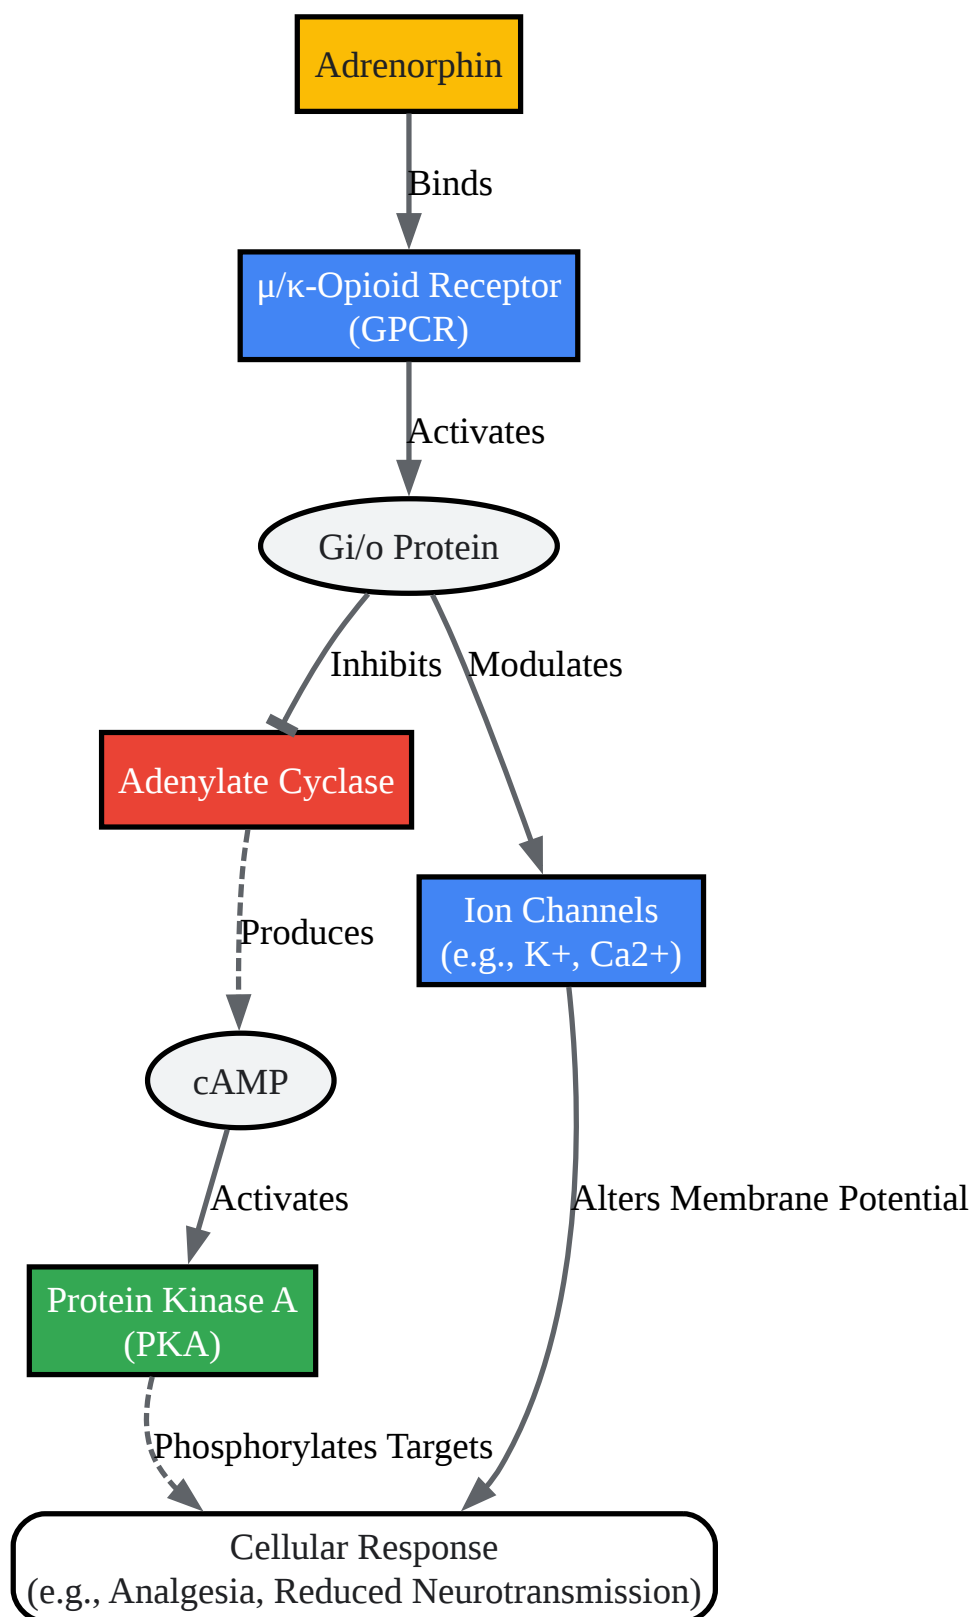 Adrenorphin
Binds
μ/κ-Opioid Receptor
(GPCR)
Activates
Gi/o Protein
Inhibits
Modulates
Adenylate Cyclase
Produces
Ion Channels
(e.g., K+, Ca2+)
cAMP
Activates
Alters Membrane Potential
Protein Kinase A
(PKA)
Phosphorylates Targets
Cellular Response
(e.g., Analgesia, Reduced Neurotransmission)